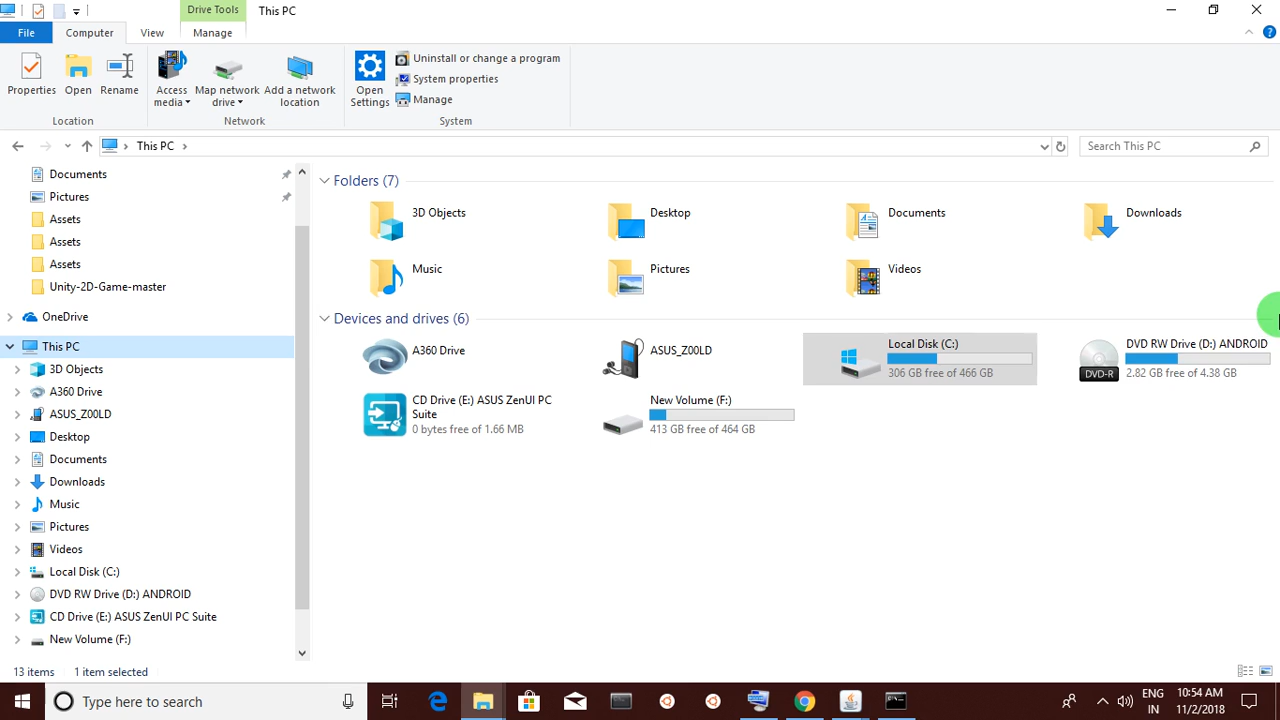 Drive Tools
This PC
File
Computer
View
Manage
Properties
Open
Rename
Access media
Map network drive
Add a network location
Open Settings
Uninstall or change a program
System properties
Manage
Location
Network
System
This PC
Search This PC
Documents
Pictures
Assets
Assets
Assets
Unity-2D-Game-master
OneDrive
This PC
3D Objects
A360 Drive
ASUS_Z00LD
Desktop
Documents
Downloads
Music
Pictures
Videos
Local Disk (C:)
DVD RW Drive (D:) ANDROID
CD Drive (E:) ASUS ZenUI PC Suite
New Volume (F:)
Folders (7)
3D Objects
Desktop
Documents
Downloads
Music
Pictures
Videos
Devices and drives (6)
A360 Drive
ASUS_Z00LD
Local Disk (C:)
306 GB free of 466 GB
DVD-R
DVD RW Drive (D:) ANDROID
2.82 GB free of 4.38 GB
CD Drive (E:) ASUS ZenUI PC
Suite
0 bytes free of 1.66 MB
New Volume (F:)
413 GB free of 464 GB
13 items
1 item selected
Type here to search
ENG
IN
10:54 AM
11/2/2018